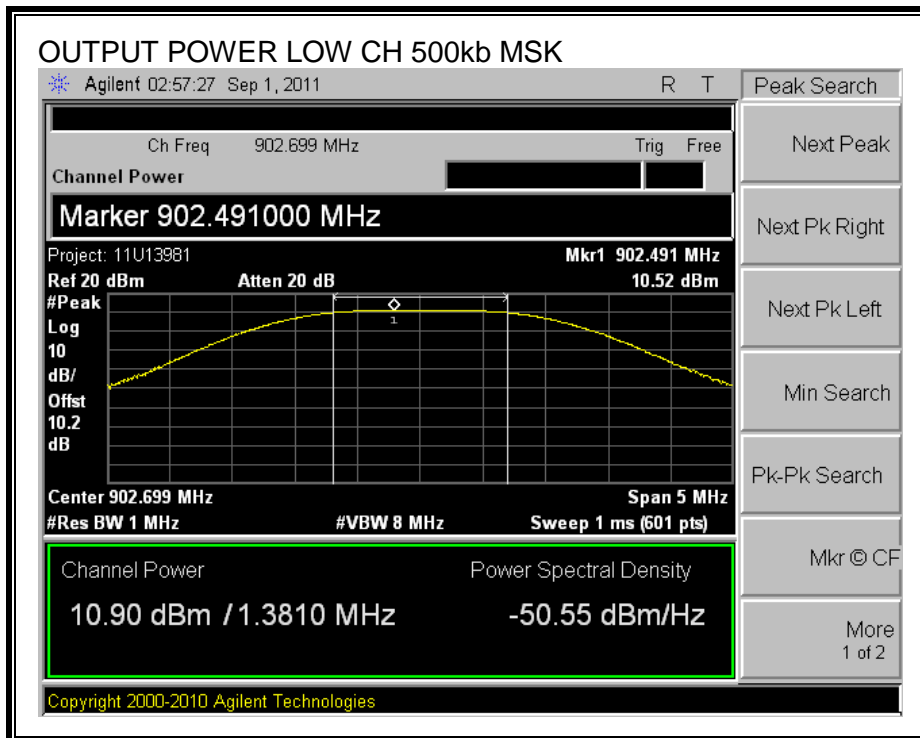 OUTPUT POWER LOW CH 500kb MSK
Agilent 02:57:27 Sep 1, 2011 R T
Peak Search
Ch Freq 902.699 MHz Trig Free
Channel Power
Marker 902.491000 MHz
Project: 11U13981 Mkr1 902.491 MHz
Ref 20 dBm Atten 20 dB 10.52 dBm
#Peak
Log
10
dB/
Offst
10.2
dB
1
Center 902.699 MHz Span 5 MHz
#Res BW 1 MHz #VBW 8 MHz Sweep 1 ms (601 pts)
Channel Power Power Spectral Density
10.90 dBm / 1.3810 MHz -50.55 dBm/Hz
Copyright 2000-2010 Agilent Technologies
Next Peak
Next Pk Right
Next Pk Left
Min Search
Pk-Pk Search
Mkr © CF
More
1 of 2